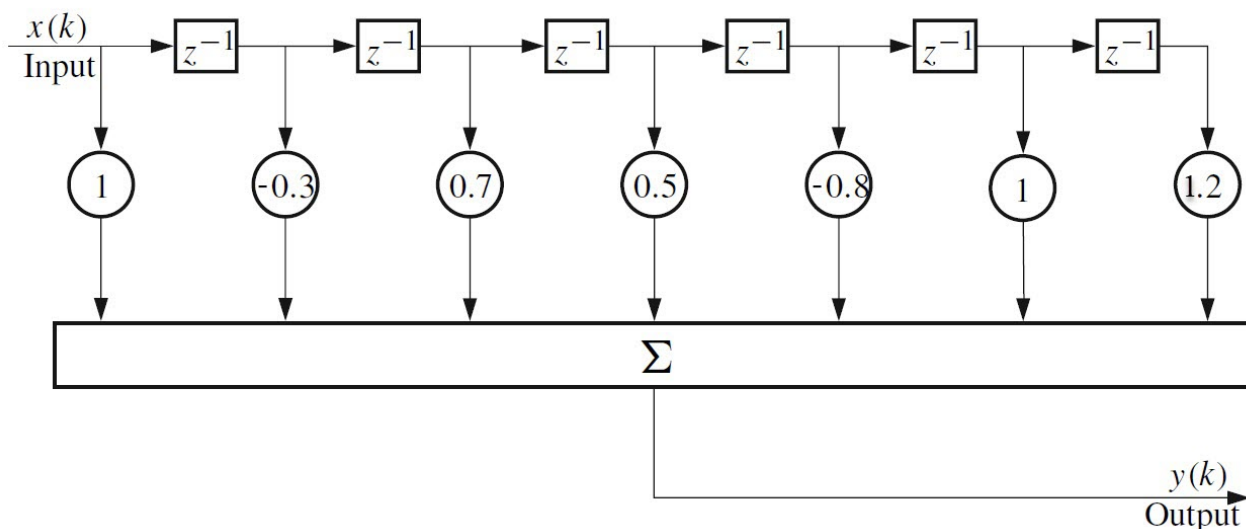 x(k)
Input
z⁻¹ z⁻¹ z⁻¹ z⁻¹ z⁻¹ z⁻¹
1 -0.3 0.7 0.5 -0.8 1 1.2
Σ
y(k)
Output